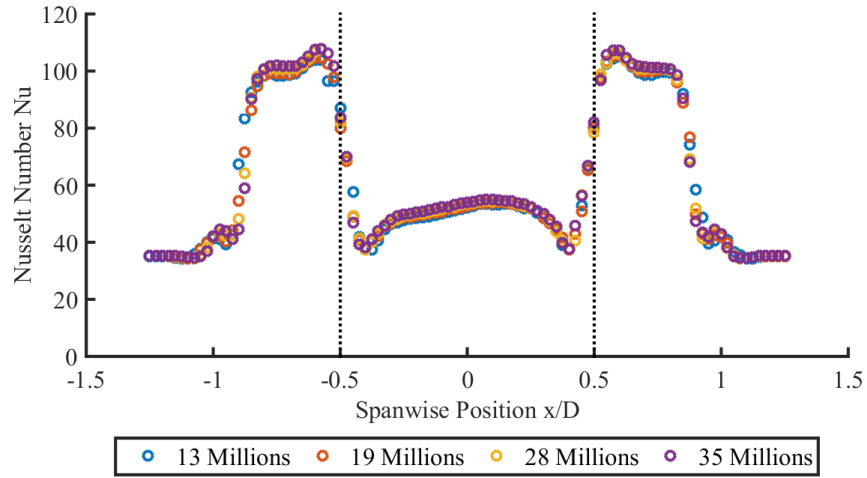 120
100
80
60
40
20
0
Nusselt Number Nu
-1.5 -1 -0.5 0 0.5 1 1.5
Spanwise Position x/D
13 Millions 19 Millions 28 Millions 35 Millions